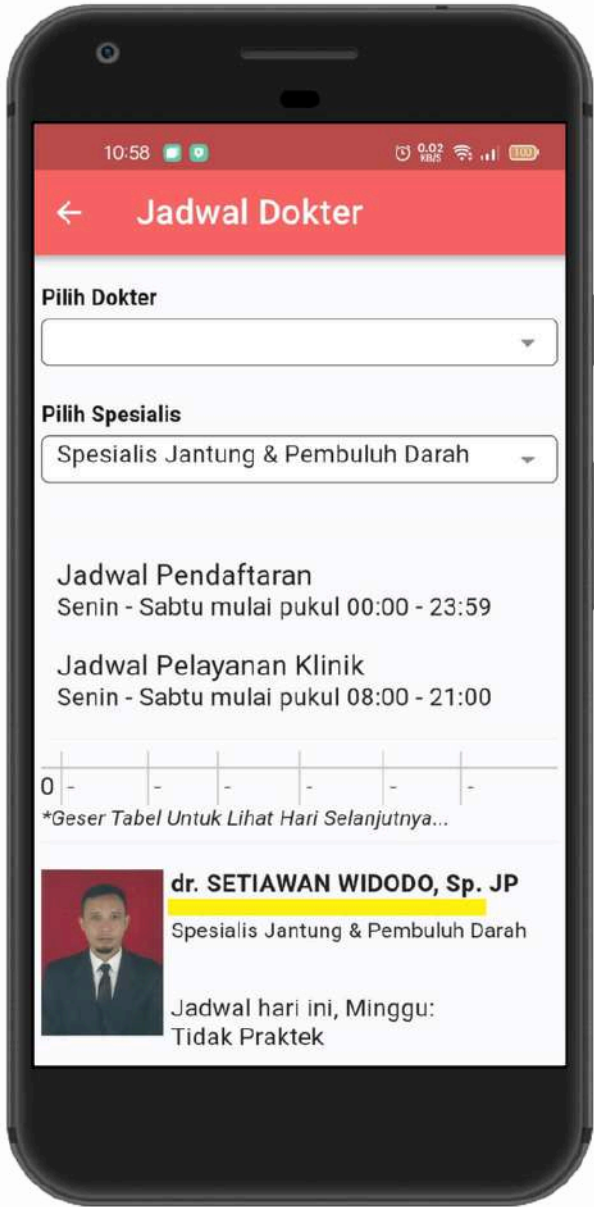 10:58 0.02 KB/S 100
Jadwal Dokter
Pilih Dokter
Pilih Spesialis
Spesialis Jantung & Pembuluh Darah
Jadwal Pendaftaran
Senin - Sabtu mulai pukul 00:00 - 23:59
Jadwal Pelayanan Klinik
Senin - Sabtu mulai pukul 08:00 - 21:00
0 - - - - - -
*Geser Tabel Untuk Lihat Hari Selanjutnya...
dr. SETIAWAN WIDODO, Sp. JP
Spesialis Jantung & Pembuluh Darah
Jadwal hari ini, Minggu:
Tidak Praktek